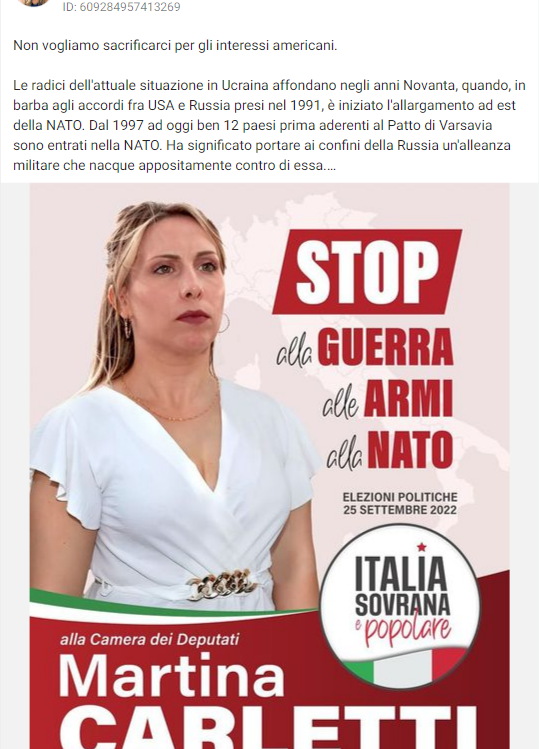 ID: 609284957413269
Non vogliamo sacrificarci per gli interessi americani.
Le radici dell'attuale situazione in Ucraina affondano negli anni Novanta, quando, in
barba agli accordi fra USA e Russia presi nel 1991, è iniziato l'allargamento ad est
della NATO. Dal 1997 ad oggi ben 12 paesi prima aderenti al Patto di Varsavia
sono entrati nella NATO. Ha significato portare ai confini della Russia un'alleanza
militare che nacque appositamente contro di essa....
STOP
alla GUERRA
alle ARMI
alla NATO
ELEZIONI POLITICHE
25 SETTEMBRE 2022
ITALIA
SOVRANA
e popolare
alla Camera dei Deputati
Martina
CARLETTI